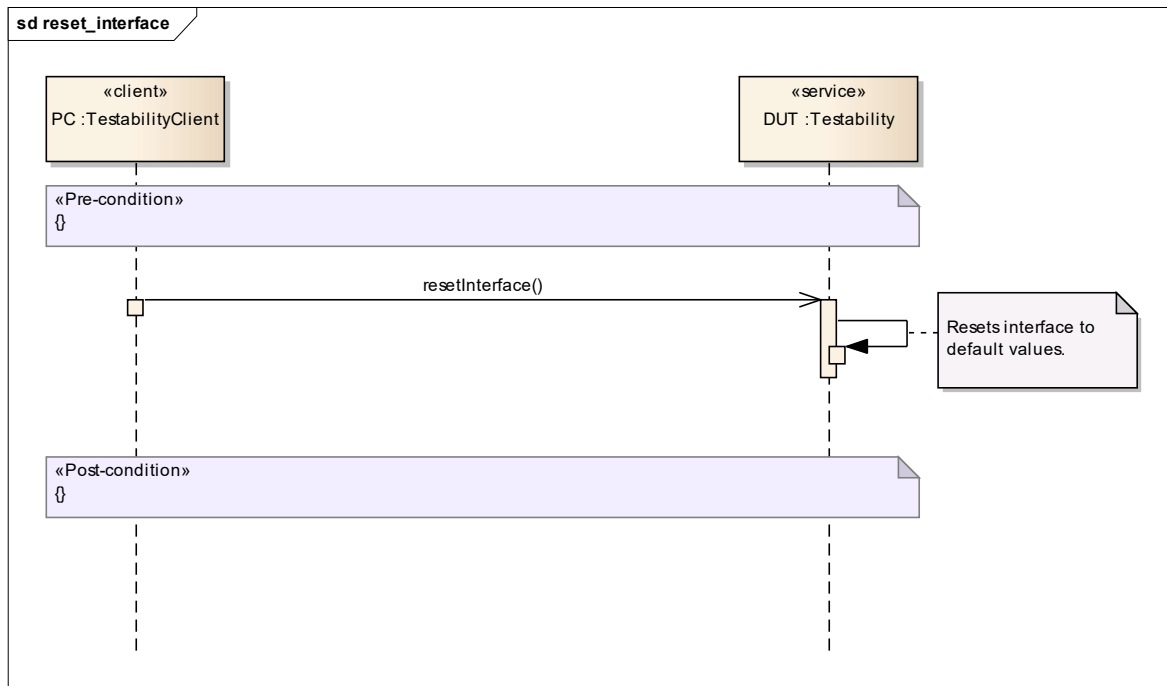 sd reset_interface
«client»
PC :TestabilityClient
«service»
DUT :Testability
«Pre-condition»
{}
resetInterface()
Resets interface to
default values.
«Post-condition»
{}